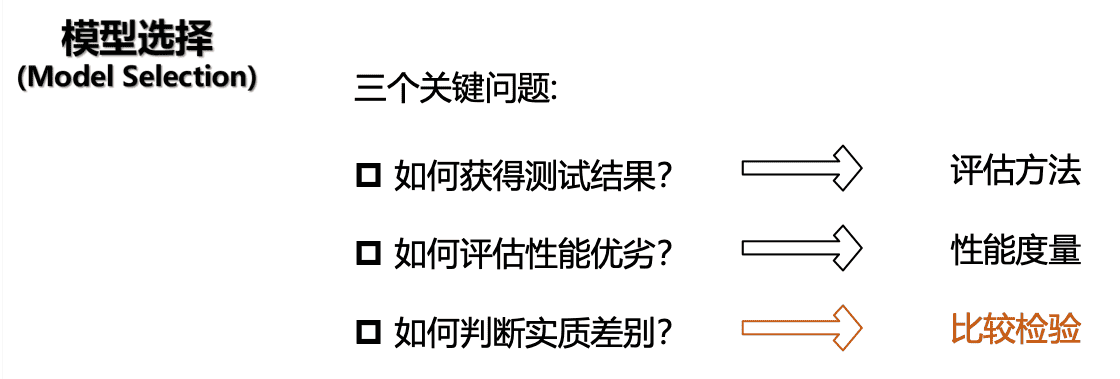 模型选择
(Model Selection)
三个关键问题:
如何获得测试结果? 评估方法
如何评估性能优劣? 性能度量
如何判断实质差别? 比较检验